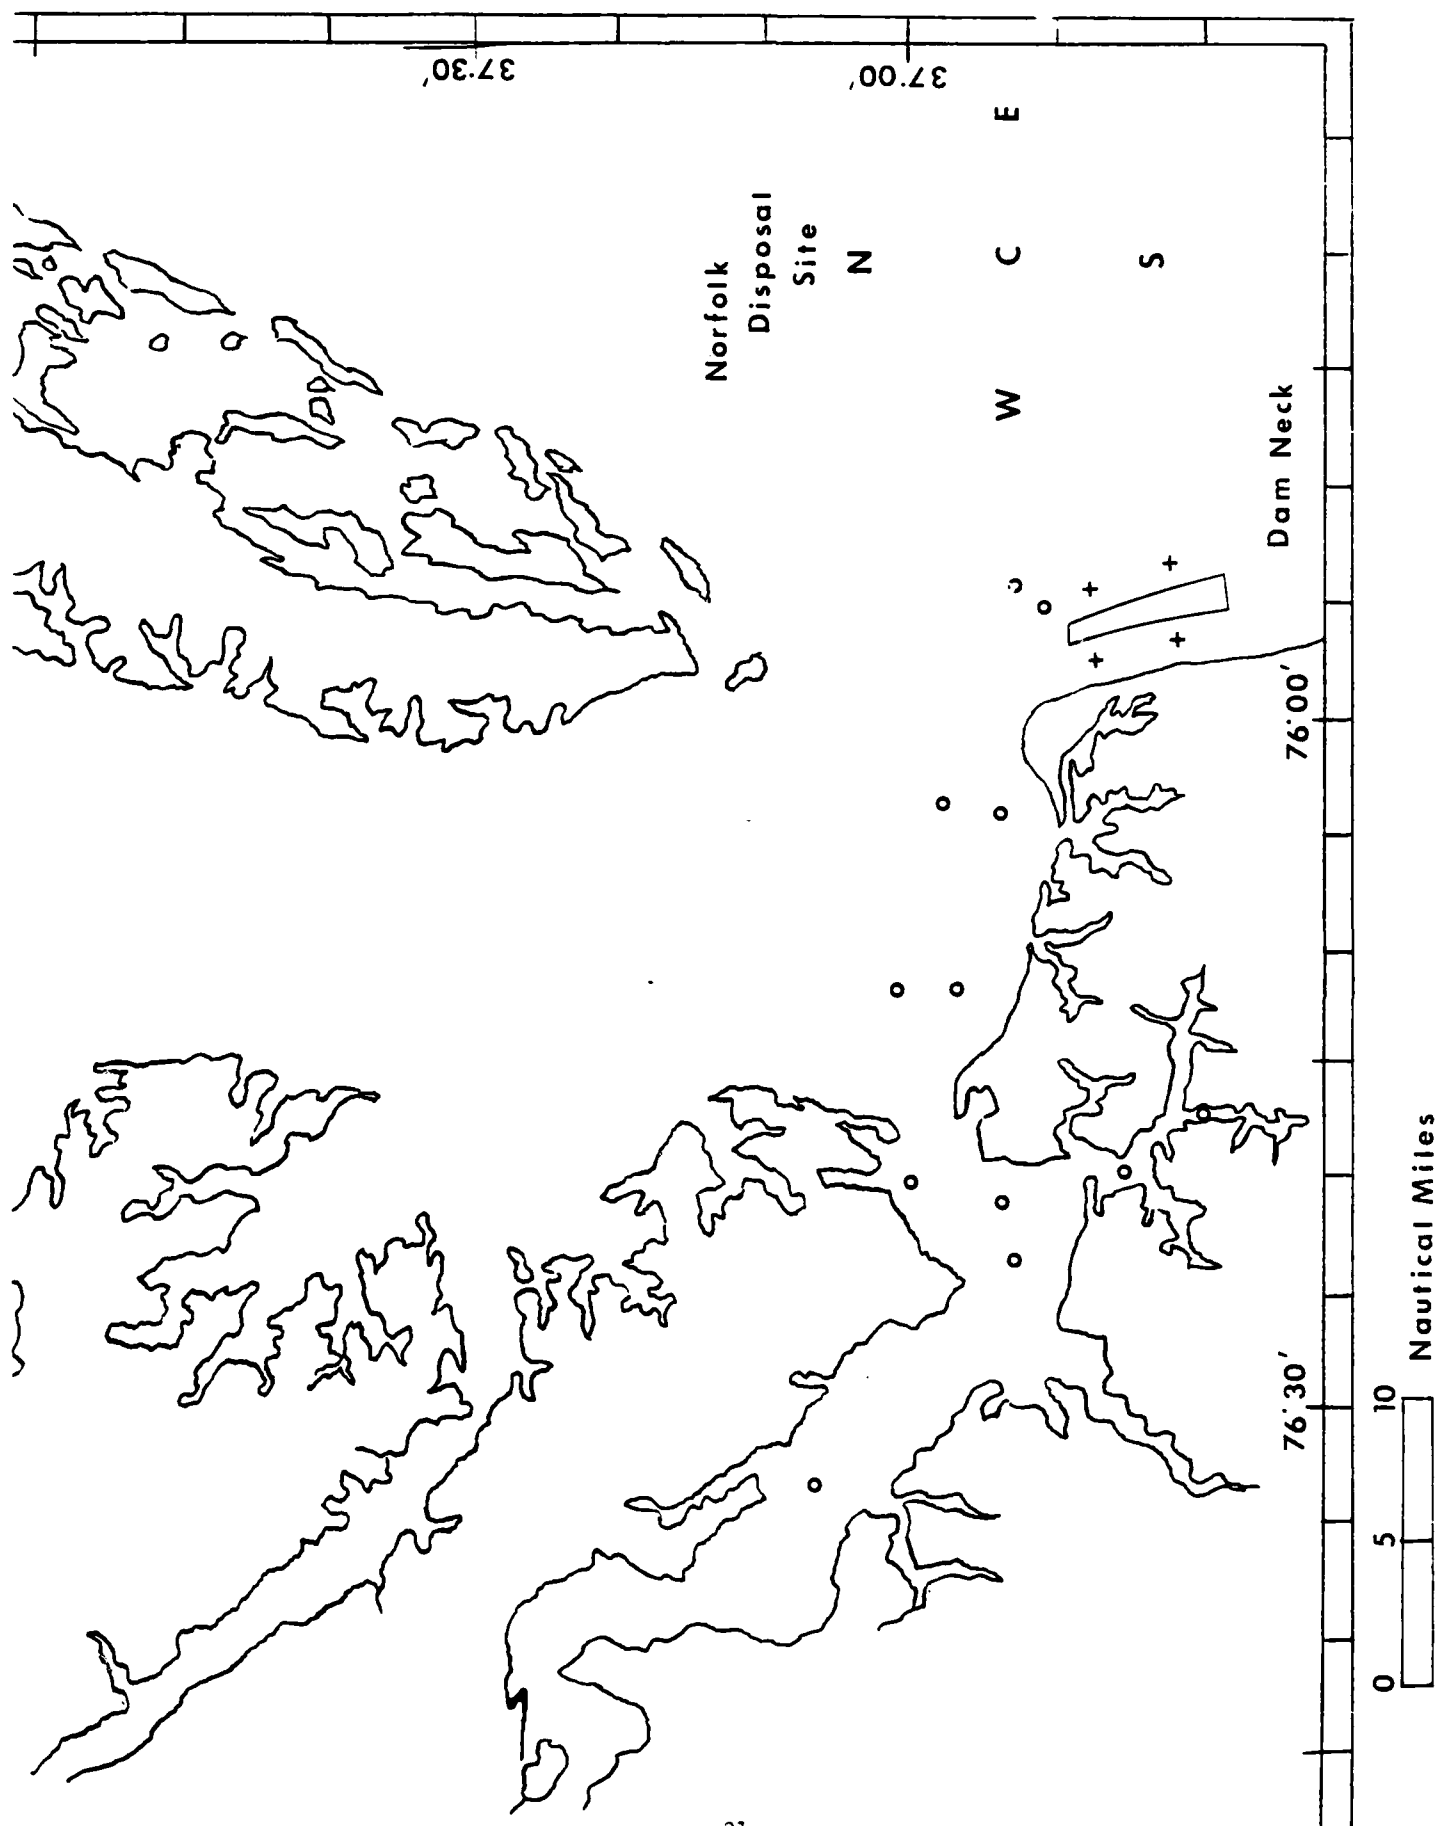 37°30'
37°00'
Norfolk
Disposal
Site
N
W C E
S
Dam Neck
76°00'
76°30'
0 5 10
Nautical Miles